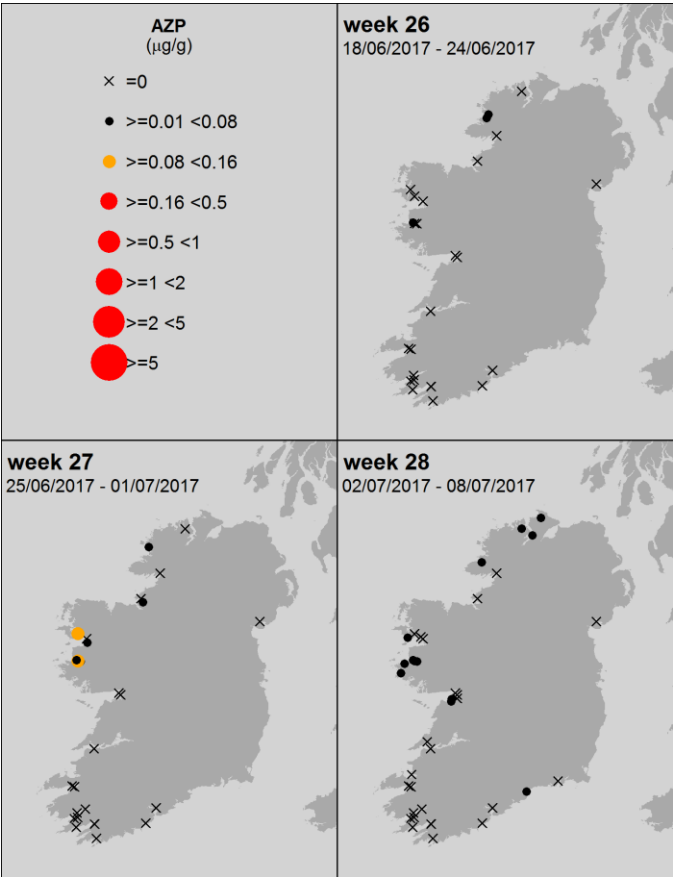 AZP
(µg/g)
=0
>=0.01 <0.08
>=0.08 <0.16
>=0.16 <0.5
>=0.5 <1
>=1 <2
>=2 <5
>=5
week 26
18/06/2017 - 24/06/2017
week 27
25/06/2017 - 01/07/2017
week 28
02/07/2017 - 08/07/2017